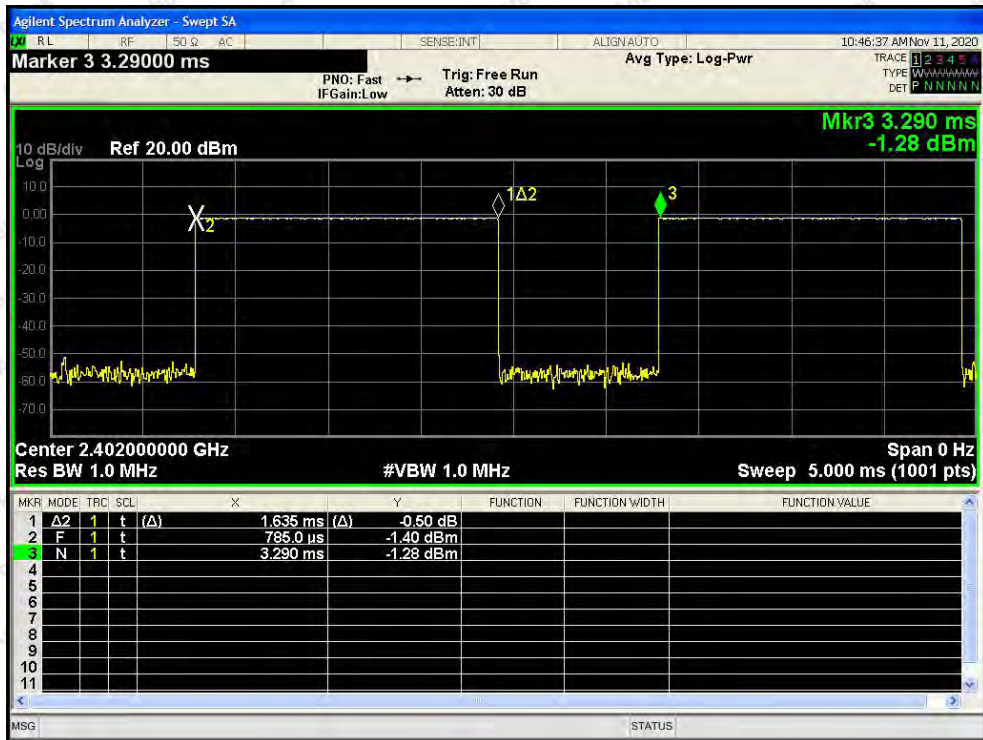 Agilent Spectrum Analyzer - Swept SA
LXI RL RF 50 Ω AC SENSE:INT ALIGNAUTO 10:46:37 AM Nov 11, 2020
Marker 3 3.29000 ms
PNO: Fast
IFGain:Low
Trig: Free Run
Atten: 30 dB
Avg Type: Log-Pwr
TRACE 1 2 3 4 5 6
TYPE WWWWWWW
DET P N N N N N
Mkr3 3.290 ms
-1.28 dBm
10 dB/div Ref 20.00 dBm
Log
10.0
0.00
-10.0
-20.0
-30.0
-40.0
-50.0
-60.0
-70.0
X2
1Δ2
3
Center 2.402000000 GHz Span 0 Hz
Res BW 1.0 MHz #VBW 1.0 MHz Sweep 5.000 ms (1001 pts)
MKR MODE TRC SCL X Y FUNCTION FUNCTION WIDTH FUNCTION VALUE
1 Δ2 1 t (Δ) 1.635 ms (Δ) -0.50 dB
2 F 1 t 785.0 µs -1.40 dBm
3 N 1 t 3.290 ms -1.28 dBm
4
5
6
7
8
9
10
11
MSG STATUS